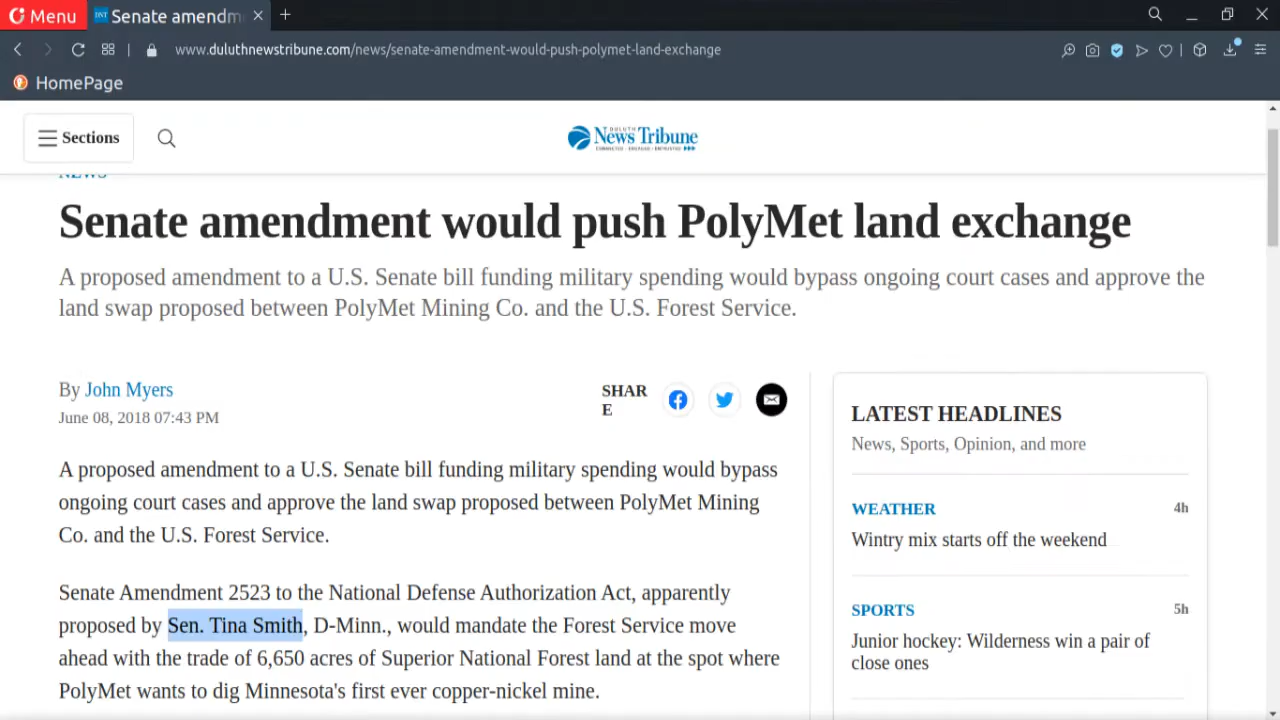 Menu
Senate amendm
www.duluthnewstribune.com/news/senate-amendment-would-push-polymet-land-exchange
HomePage
Sections
DULUTH
News Tribune
NEWS
Senate amendment would push PolyMet land exchange
A proposed amendment to a U.S. Senate bill funding military spending would bypass ongoing court cases and approve the
land swap proposed between PolyMet Mining Co. and the U.S. Forest Service.
By John Myers
June 08, 2018 07:43 PM
SHAR
E
A proposed amendment to a U.S. Senate bill funding military spending would bypass
ongoing court cases and approve the land swap proposed between PolyMet Mining
Co. and the U.S. Forest Service.
Senate Amendment 2523 to the National Defense Authorization Act, apparently
proposed by Sen. Tina Smith, D-Minn., would mandate the Forest Service move
ahead with the trade of 6,650 acres of Superior National Forest land at the spot where
PolyMet wants to dig Minnesota's first ever copper-nickel mine.
LATEST HEADLINES
News, Sports, Opinion, and more
WEATHER 4h
Wintry mix starts off the weekend
SPORTS 5h
Junior hockey: Wilderness win a pair of
close ones